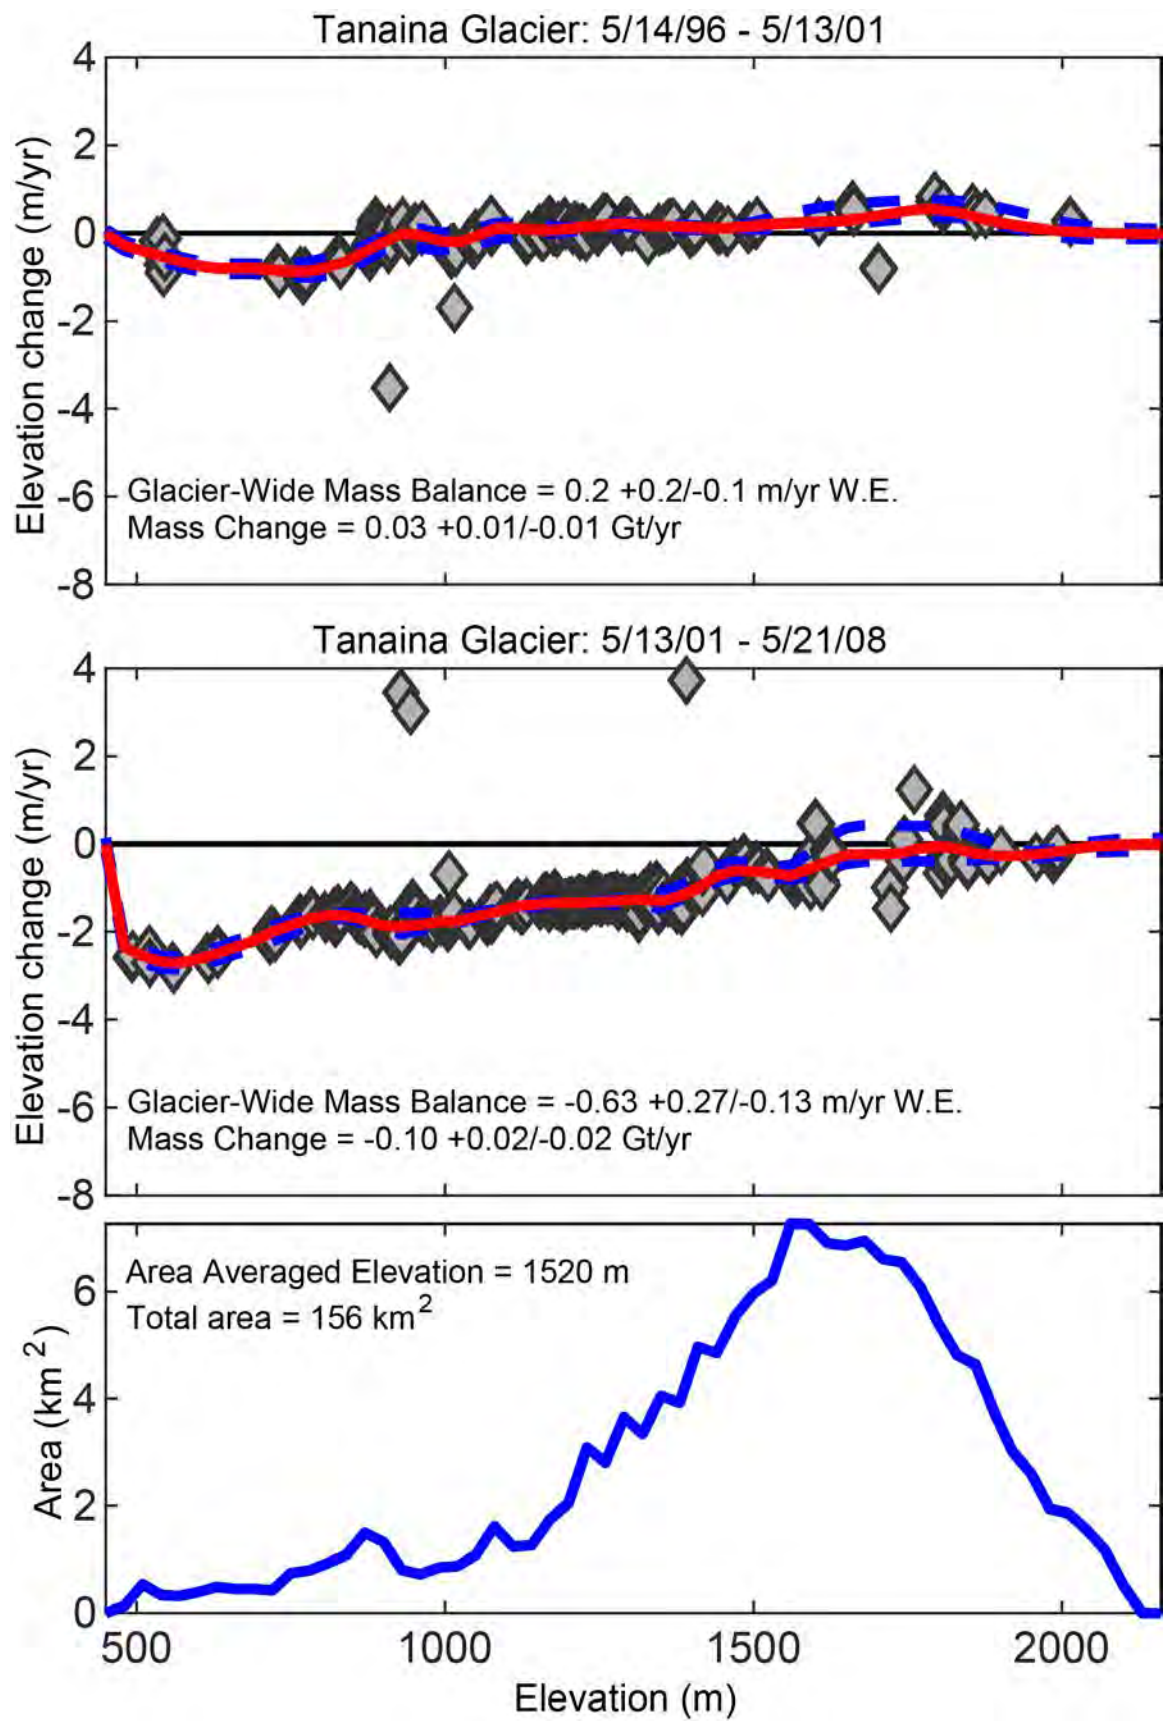 Tanaina Glacier: 5/14/96 - 5/13/01
4
2
0
-2
-4
-6
-8
Elevation change (m/yr)
Glacier-Wide Mass Balance = 0.2 +0.2/-0.1 m/yr W.E.
Mass Change = 0.03 +0.01/-0.01 Gt/yr
Tanaina Glacier: 5/13/01 - 5/21/08
4
2
0
-2
-4
-6
-8
Elevation change (m/yr)
Glacier-Wide Mass Balance = -0.63 +0.27/-0.13 m/yr W.E.
Mass Change = -0.10 +0.02/-0.02 Gt/yr
Area Averaged Elevation = 1520 m
Total area = 156 km²
6
4
2
0
Area (km ²)
500 1000 1500 2000
Elevation (m)